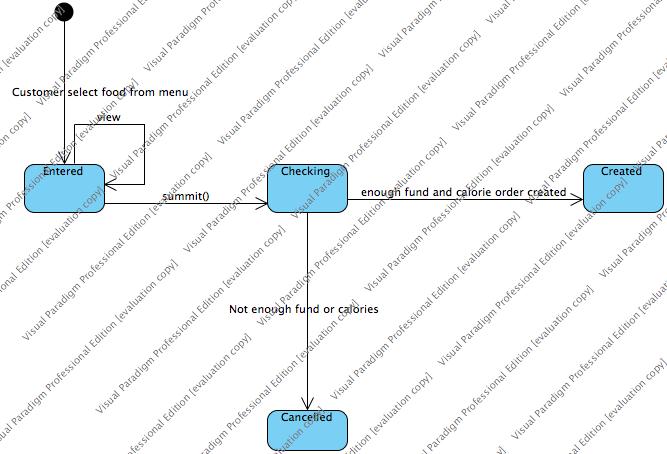 Customer select food from menu
view
Entered
Checking
Created
summit()
enough fund and calorie order created
Not enough fund or calories
Cancelled
Visual Paradigm Professional Edition [evaluation copy]